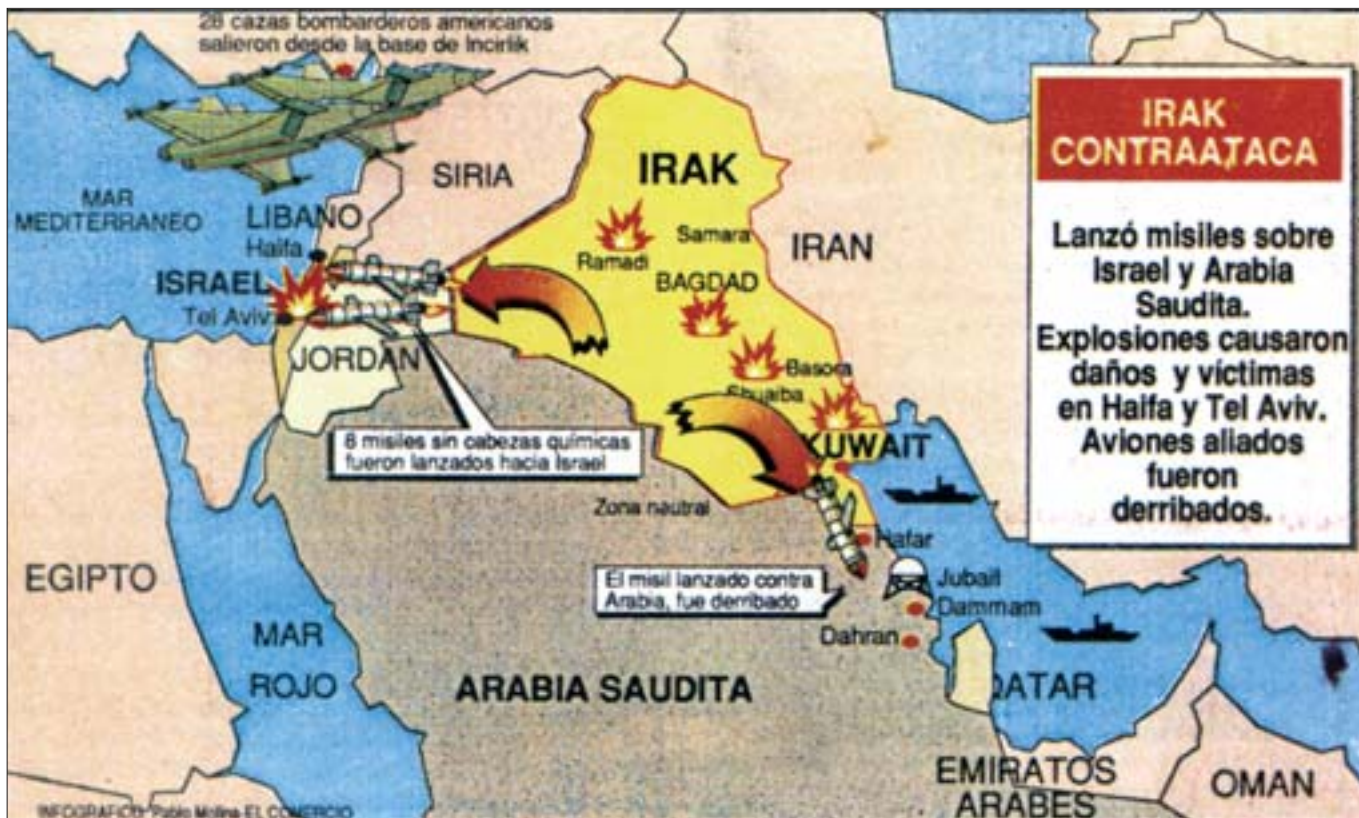 28 cazas bombarderos americanos
salieron desde la base de Incirlik
IRAK
CONTRAATACA
Lanzó misiles sobre
Israel y Arabia
Saudita.
Explosiones causaron
daños y víctimas
en Haifa y Tel Aviv.
Aviones aliados
fueron
derribados.
MAR
MEDITERRANEO
LIBANO
SIRIA
IRAK
IRAN
Haifa
ISRAEL
Tel Aviv
JORDAN
Ramadi
Samara
BAGDAD
Basora
Shuaiba
KUWAIT
8 misiles sin cabezas químicas
fueron lanzados hacia Israel
Zona nautral
Hafar
El misil lanzado contra
Arabia, fue derribado
Jubail
Dammam
Dahran
EGIPTO
MAR
ROJO
ARABIA SAUDITA
QATAR
EMIRATOS
ARABES
OMAN
INFOGRAFICO: Pablo Molina-EL COMERCIO